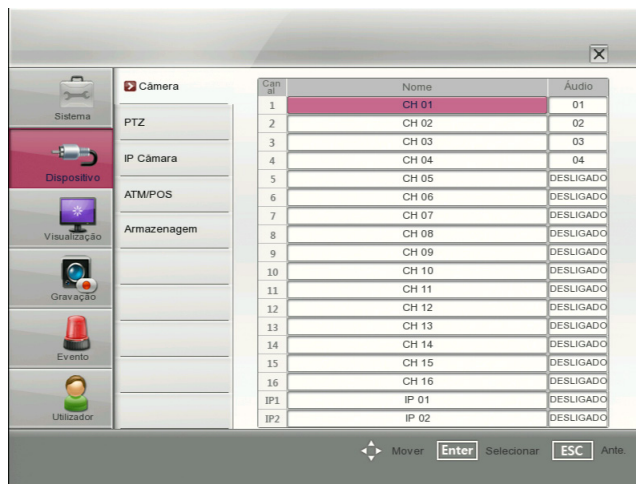 Câmera
PTZ
IP Câmara
ATM/POS
Armazenagem
Sistema
Dispositivo
Visualização
Gravação
Evento
Utilizador
Can al Nome Áudio
1 CH 01 01
2 CH 02 02
3 CH 03 03
4 CH 04 04
5 CH 05 DESLIGADO
6 CH 06 DESLIGADO
7 CH 07 DESLIGADO
8 CH 08 DESLIGADO
9 CH 09 DESLIGADO
10 CH 10 DESLIGADO
11 CH 11 DESLIGADO
12 CH 12 DESLIGADO
13 CH 13 DESLIGADO
14 CH 14 DESLIGADO
15 CH 15 DESLIGADO
16 CH 16 DESLIGADO
IP1 IP 01 DESLIGADO
IP2 IP 02 DESLIGADO
Mover Enter Selecionar ESC Ante.